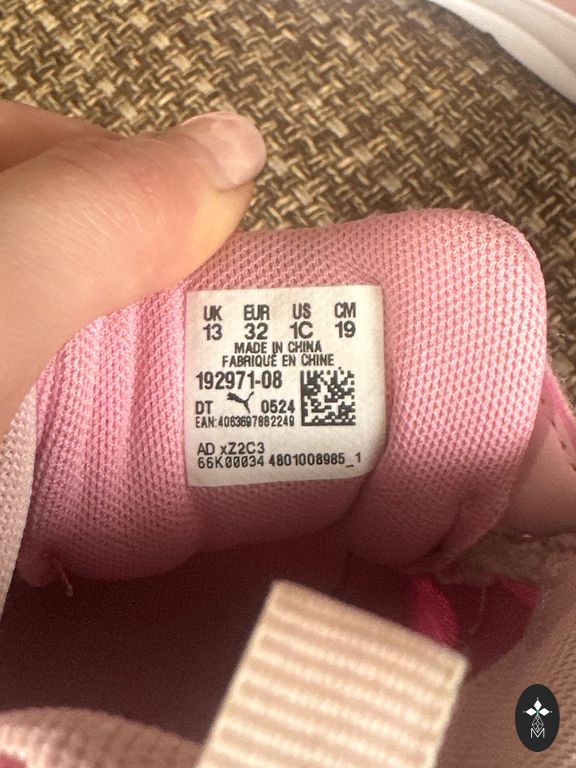 UK EUR US CM
13 32 1C 19
MADE IN CHINA
FABRIQUÉ EN CHINE
192971-08
DT 0524
EAN:4063697882249
AD xZ2C3
66K00034 4801008985_1